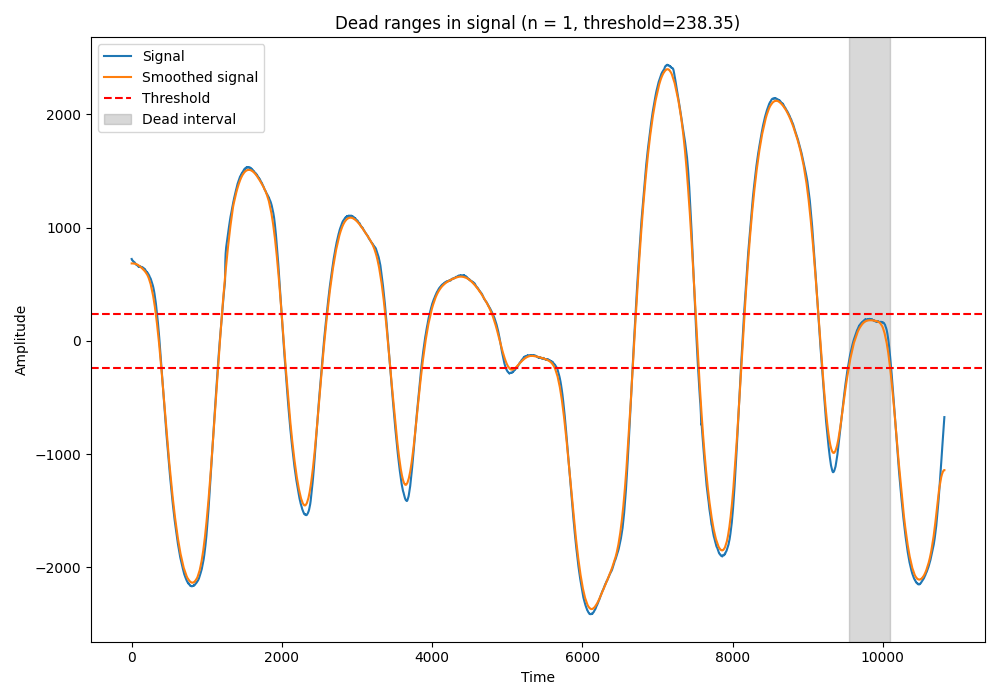 Dead ranges in signal (n = 1, threshold=238.35)
Signal
Smoothed signal
Threshold
Dead interval
Amplitude
2000
1000
0
−1000
−2000
0 2000 4000 6000 8000 10000
Time